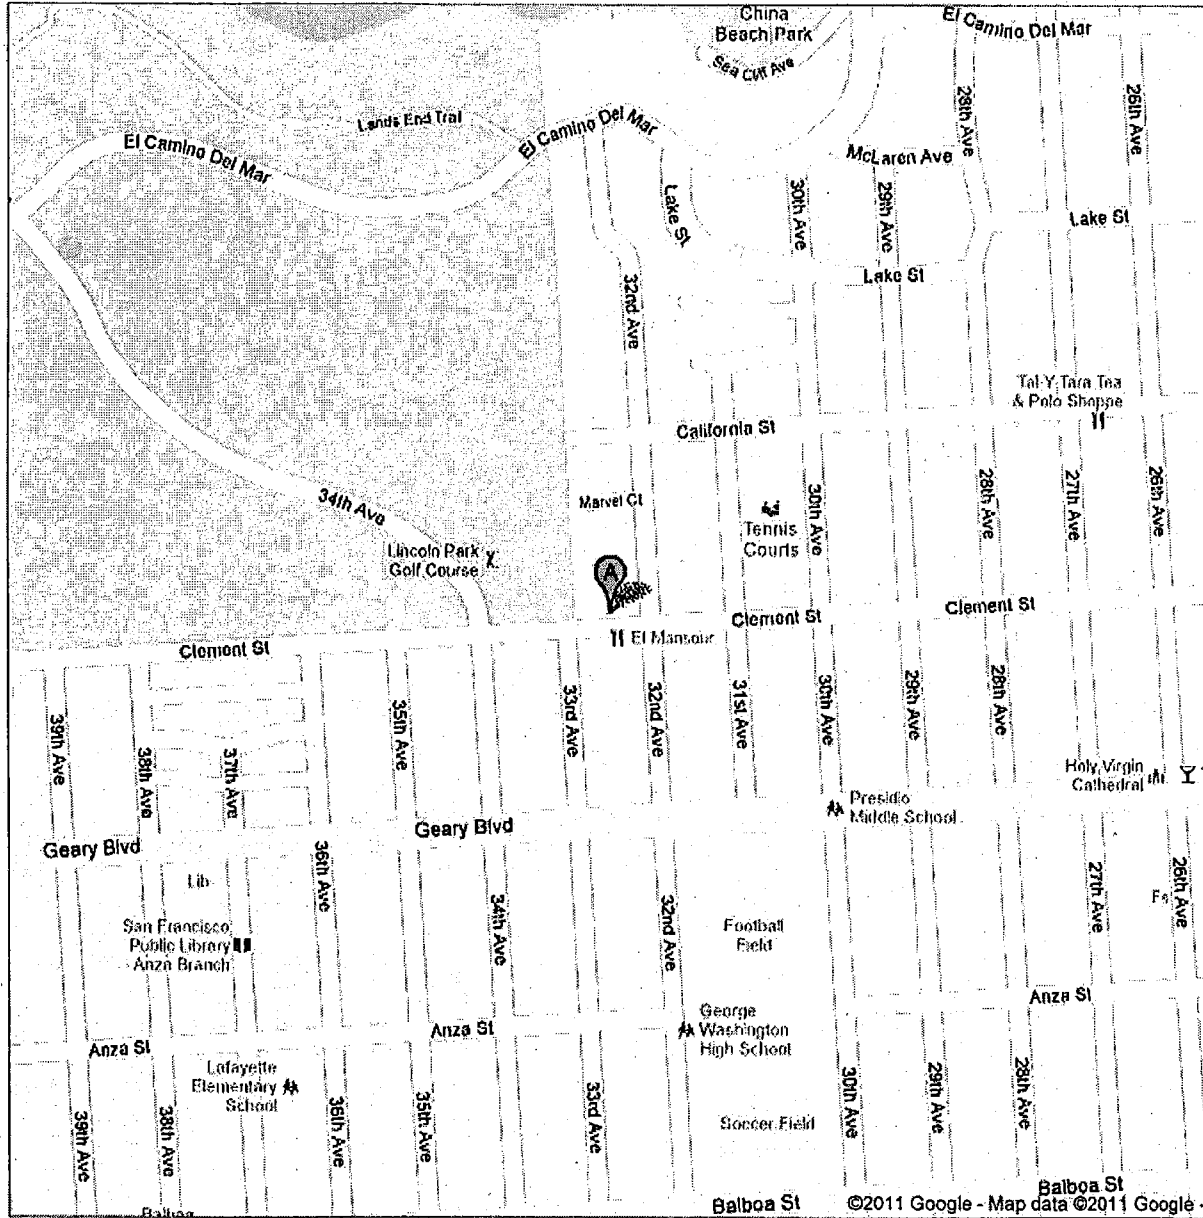 China
Beach Park
El Camino Del Mar
Sea Cliff Ave
28th Ave
26th Ave
Lands End Trail
El Camino Del Mar
El Camino Del Mar
McLaren Ave
Lake St
30th Ave
29th Ave
Lake St
Lake St
32nd Ave
Tal-Y-Tara Tea
& Polo Shoppe
California St
34th Ave
Marvel Ct
Tennis
Courts
30th Ave
28th Ave
27th Ave
26th Ave
Lincoln Park
Golf Course
A
Clement St
Clement St
El Mansour
Clement St
39th Ave
38th Ave
37th Ave
35th Ave
33rd Ave
32nd Ave
31st Ave
30th Ave
29th Ave
28th Ave
Holy Virgin
Cathedral
Presidio
Middle School
Geary Blvd
Geary Blvd
36th Ave
34th Ave
32nd Ave
27th Ave
26th Ave
Lib
San Francisco
Public Library
Anza Branch
Football
Field
Anza St
Anza St
Anza St
George
Washington
High School
Lafayette
Elementary
School
39th Ave
38th Ave
36th Ave
35th Ave
33rd Ave
30th Ave
29th Ave
28th Ave
Soccer Field
Balboa St
Balboa St
Balboa
©2011 Google - Map data ©2011 Google